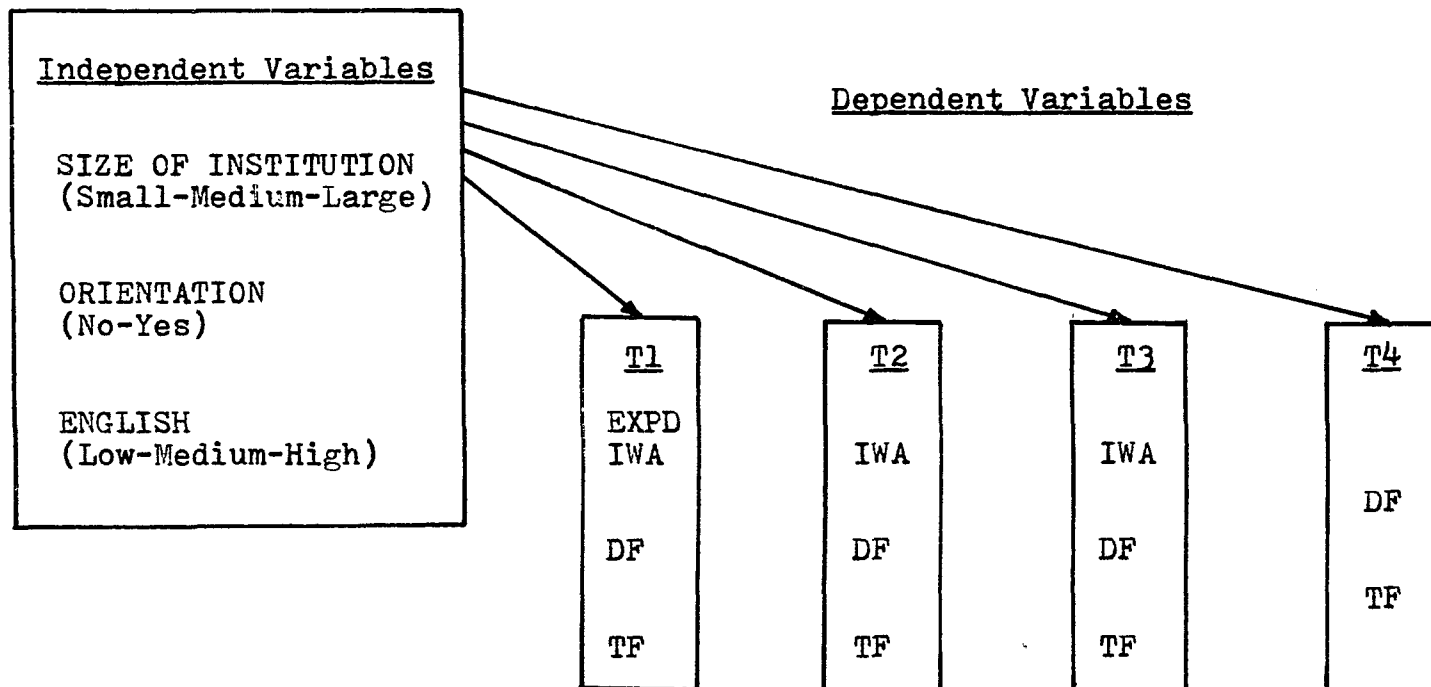 Independent Variables
SIZE OF INSTITUTION
(Small-Medium-Large)
ORIENTATION
(No-Yes)
ENGLISH
(Low-Medium-High)
Dependent Variables
T1
EXPD
IWA
DF
TF
T2
IWA
DF
TF
T3
IWA
DF
TF
T4
DF
TF